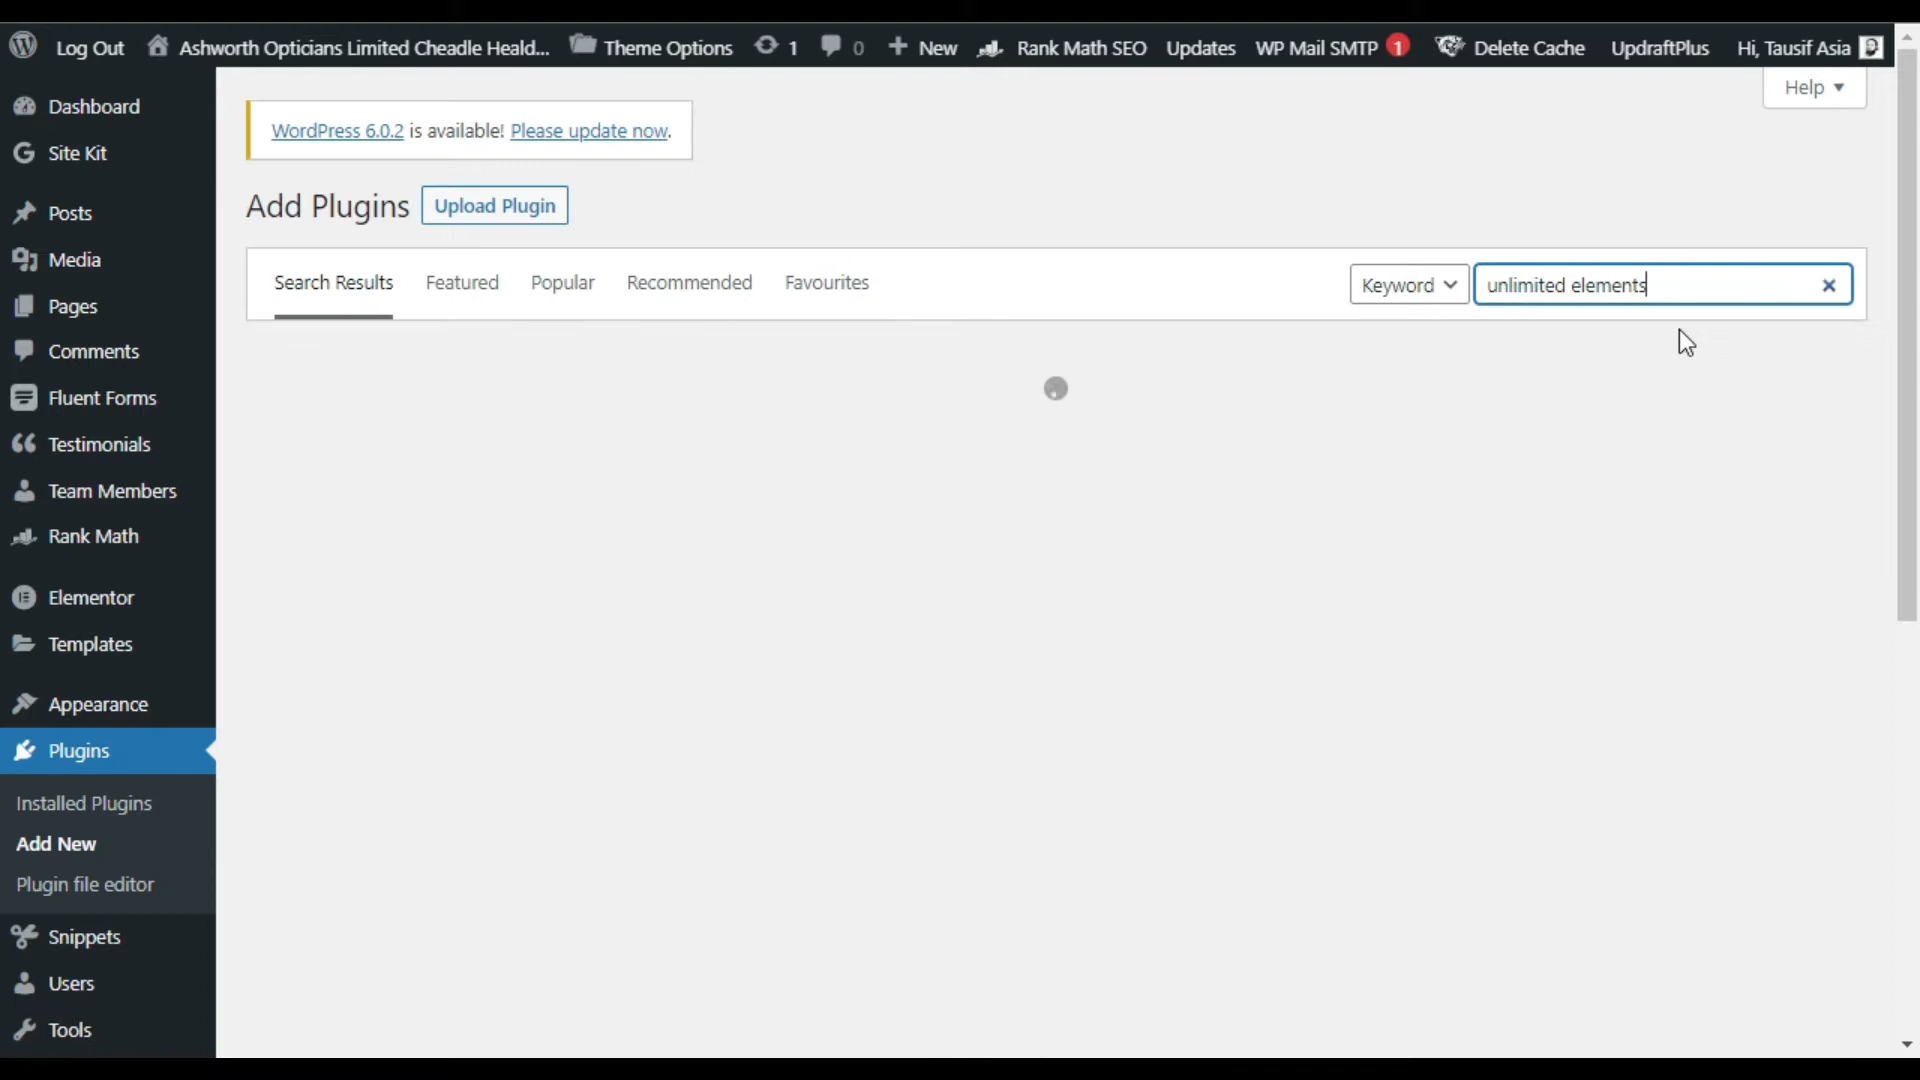 Log Out Ashworth Opticians Limited Cheadle Heald... Theme Options 1 0 New Rank Math SEO Updates WP Mail SMTP 1 Delete Cache UpdraftPlus Hi, Tausif Asia
Help
Dashboard
Site Kit
Posts
Media
Pages
Comments
Fluent Forms
Testimonials
Team Members
Rank Math
Elementor
Templates
Appearance
Plugins
Installed Plugins
Add New
Plugin file editor
Snippets
Users
Tools
WordPress 6.0.2 is available! Please update now.
Add Plugins Upload Plugin
Search Results Featured Popular Recommended Favourites Keyword unlimited elements